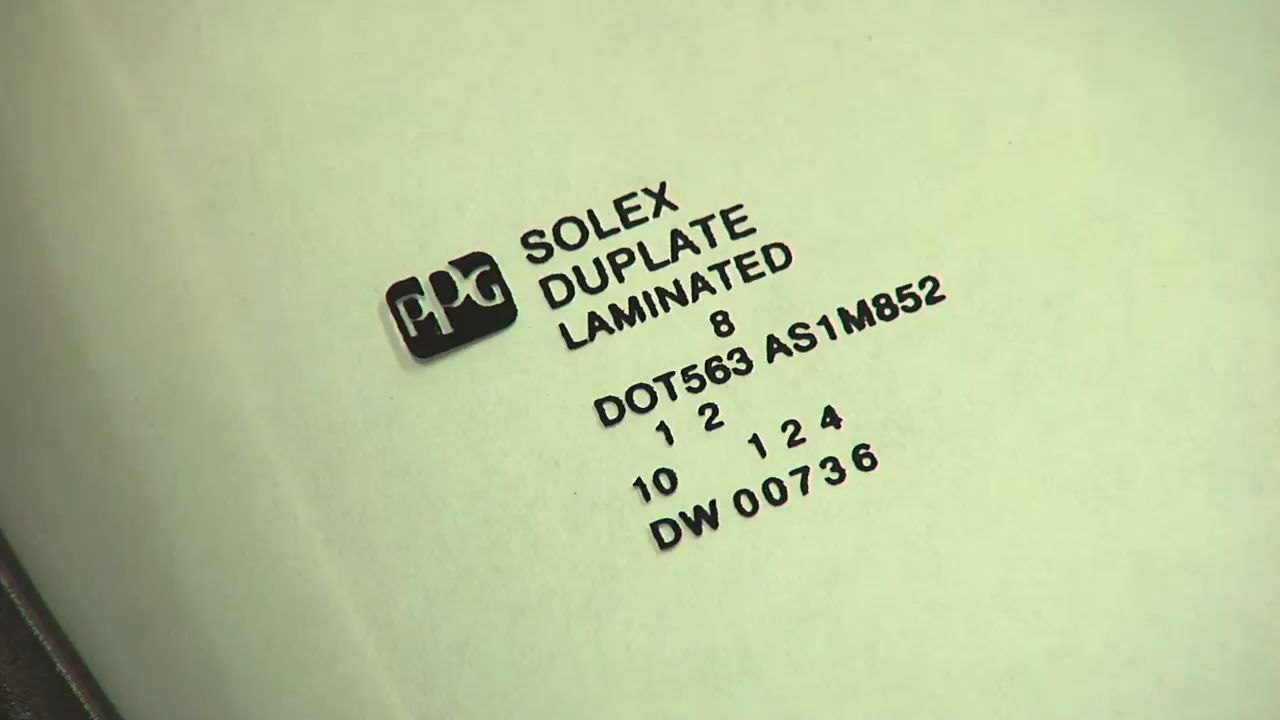 PPG
SOLEX
DUPLATE
LAMINATED
8
DOT563 AS1M852
1 2
10 1 2 4
DW 00736